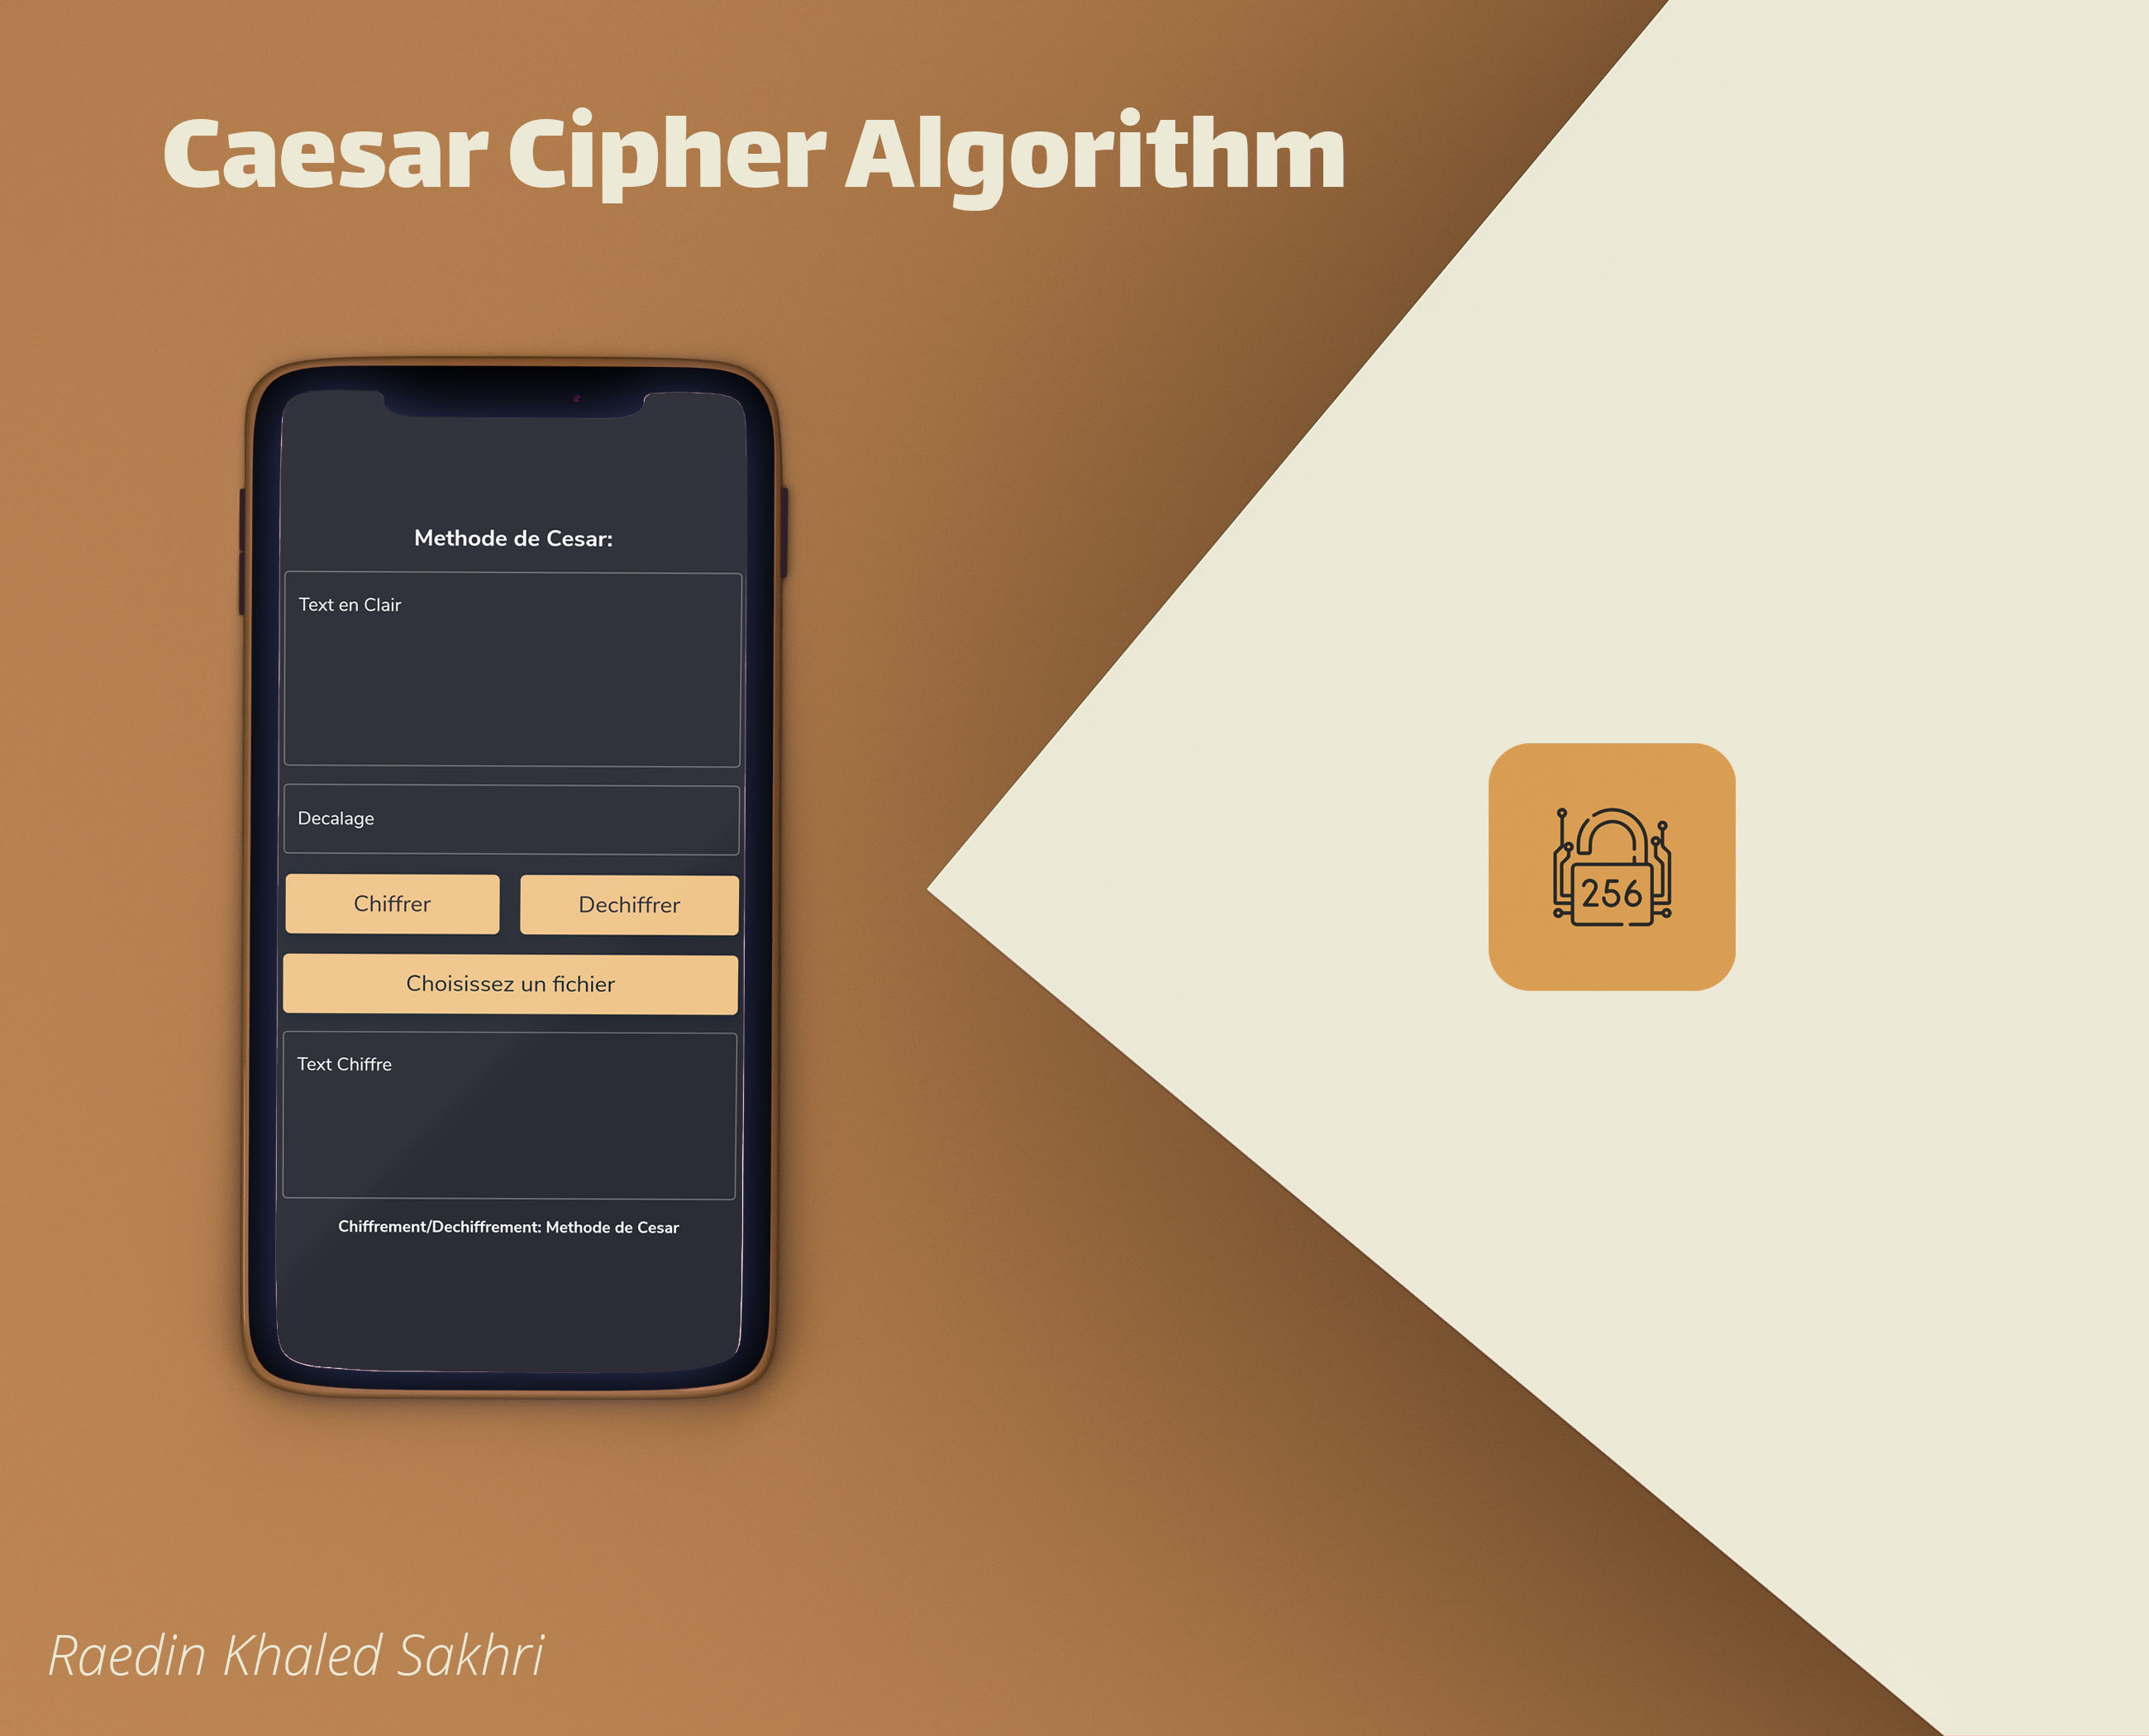 Caesar Cipher Algorithm
Methode de Cesar:
Text en Clair
Decalage
Chiffrer
Dechiffrer
Choisissez un fichier
Text Chiffre
Chiffrement/Dechiffrement: Methode de Cesar
256
Raedin Khaled Sakhri